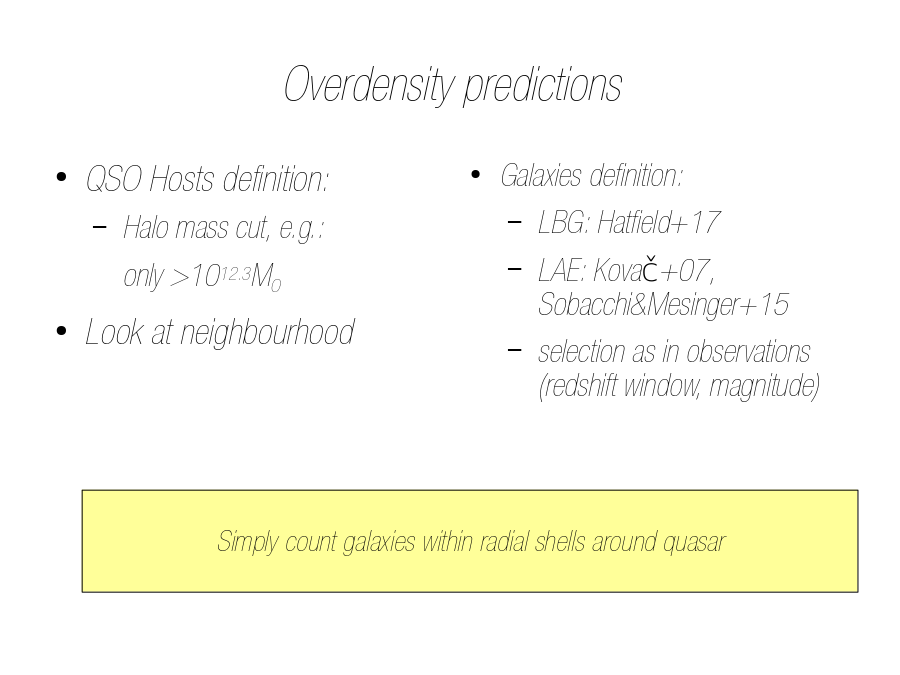 Overdensity predictions
• QSO Hosts definition:
– Halo mass cut, e.g.:
only >10^12.3M_0
• Look at neighbourhood
• Galaxies definition:
– LBG: Hatfield+17
– LAE: Kovač+07,
Sobacchi&Mesinger+15
– selection as in observations
(redshift window, magnitude)
Simply count galaxies within radial shells around quasar